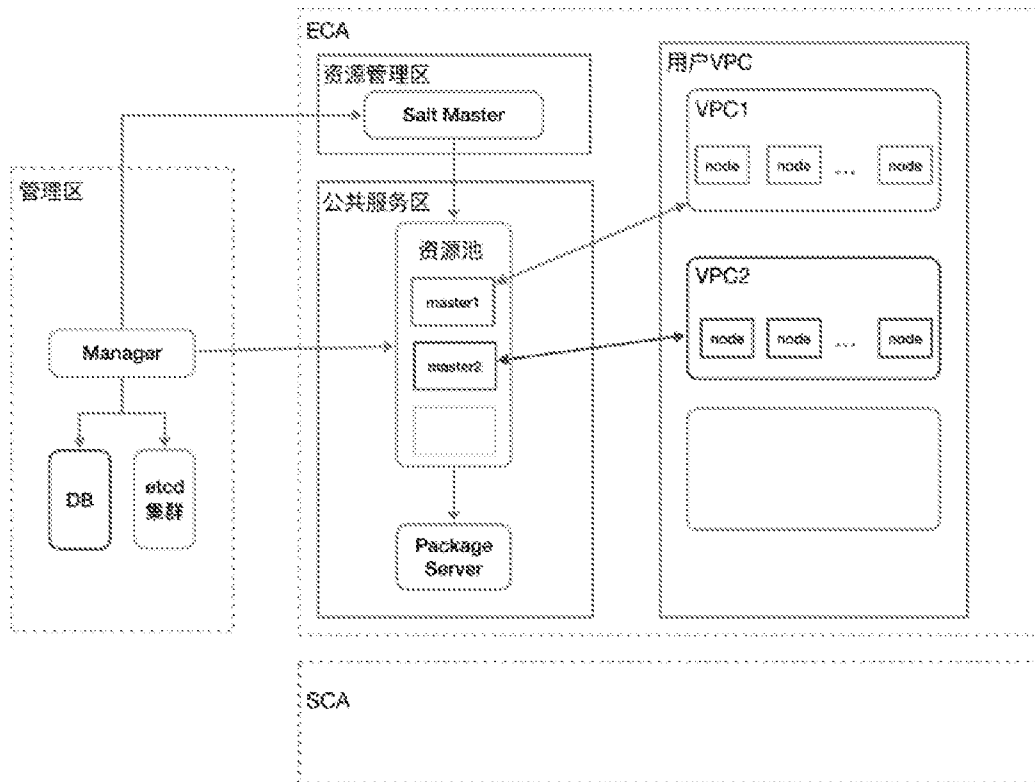 ECA
资源管理区
Salt Master
用户VPC
VPC1
node
node
...
node
管理区
公共服务区
资源池
master1
VPC2
node
node
...
node
Manager
master2
DB
etcd
集群
Package
Server
SCA